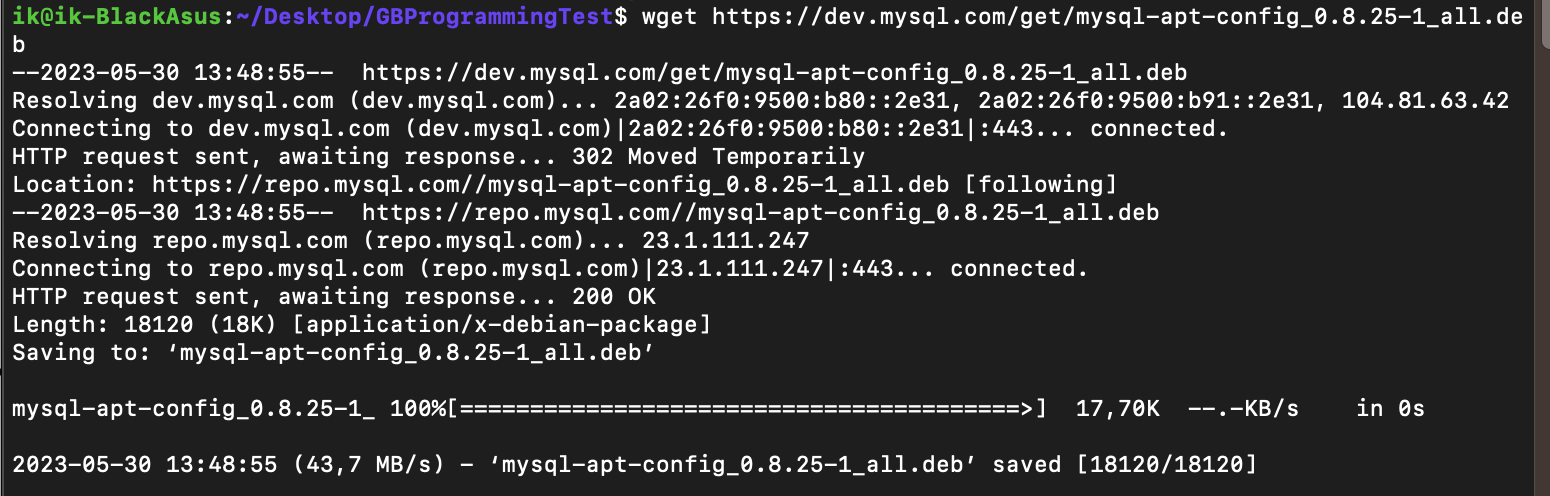 ik@ik-BlackAsus:~/Desktop/GBProgrammingTest$ wget https://dev.mysql.com/get/mysql-apt-config_0.8.25-1_all.de
b
--2023-05-30 13:48:55--  https://dev.mysql.com/get/mysql-apt-config_0.8.25-1_all.deb
Resolving dev.mysql.com (dev.mysql.com)... 2a02:26f0:9500:b80::2e31, 2a02:26f0:9500:b91::2e31, 104.81.63.42
Connecting to dev.mysql.com (dev.mysql.com)|2a02:26f0:9500:b80::2e31|:443... connected.
HTTP request sent, awaiting response... 302 Moved Temporarily
Location: https://repo.mysql.com//mysql-apt-config_0.8.25-1_all.deb [following]
--2023-05-30 13:48:55--  https://repo.mysql.com//mysql-apt-config_0.8.25-1_all.deb
Resolving repo.mysql.com (repo.mysql.com)... 23.1.111.247
Connecting to repo.mysql.com (repo.mysql.com)|23.1.111.247|:443... connected.
HTTP request sent, awaiting response... 200 OK
Length: 18120 (18K) [application/x-debian-package]
Saving to: ‘mysql-apt-config_0.8.25-1_all.deb’
mysql-apt-config_0.8.25-1_ 100%[========================================>]  17,70K  --.-KB/s    in 0s
2023-05-30 13:48:55 (43,7 MB/s) - ‘mysql-apt-config_0.8.25-1_all.deb’ saved [18120/18120]